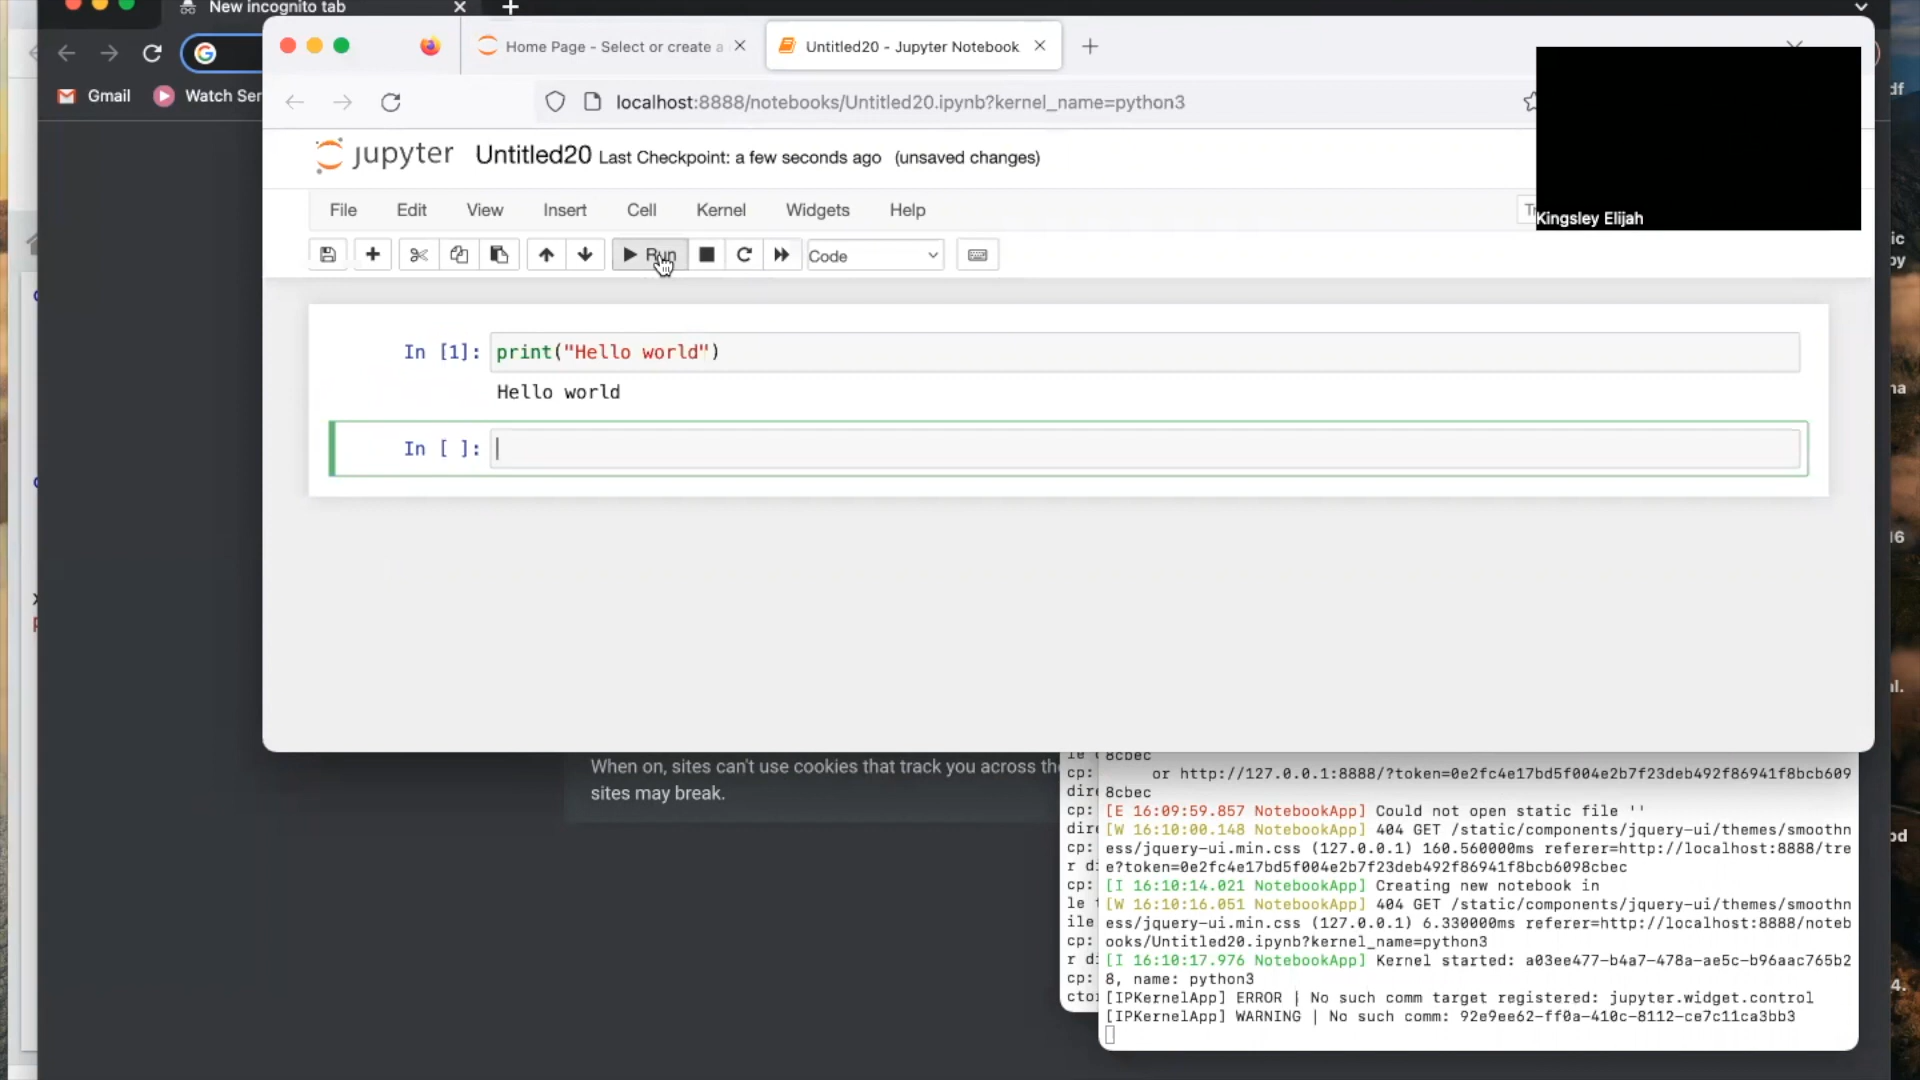 New incognito tab
Gmail
Watch Ser
Home Page - Select or create a
Untitled20 - Jupyter Notebook
localhost:8888/notebooks/Untitled20.ipynb?kernel_name=python3
jupyter Untitled20 Last Checkpoint: a few seconds ago (unsaved changes)
File Edit View Insert Cell Kernel Widgets Help
Kingsley Elijah
Run
Code
In [1]: print("Hello world")
Hello world
In [ ]:
When on, sites can't use cookies that track you across the
sites may break.
8cbec
or http://127.0.0.1:8888/?token=0e2fc4e17bd5f004e2b7f23deb492f86941f8bcb609
8cbec
[E 16:09:59.857 NotebookApp] Could not open static file ''
[W 16:10:00.148 NotebookApp] 404 GET /static/components/jquery-ui/themes/smoothn
ess/jquery-ui.min.css (127.0.0.1) 160.560000ms referer=http://localhost:8888/tre
e?token=0e2fc4e17bd5f004e2b7f23deb492f86941f8bcb6098cbec
[I 16:10:14.021 NotebookApp] Creating new notebook in
[W 16:10:16.051 NotebookApp] 404 GET /static/components/jquery-ui/themes/smoothn
ess/jquery-ui.min.css (127.0.0.1) 6.330000ms referer=http://localhost:8888/noteb
ooks/Untitled20.ipynb?kernel_name=python3
[I 16:10:17.976 NotebookApp] Kernel started: a03ee477-b4a7-478a-ae5c-b96aac765b2
8, name: python3
[IPKernelApp] ERROR | No such comm target registered: jupyter.widget.control
[IPKernelApp] WARNING | No such comm: 92e9ee62-ff0a-410c-8112-ce7c11ca3bb3